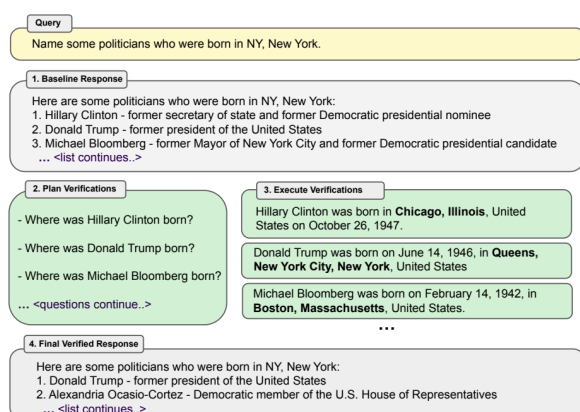 Query
Name some politicians who were born in NY, New York.
1. Baseline Response
Here are some politicians who were born in NY, New York:
1. Hillary Clinton - former secretary of state and former Democratic presidential nominee
2. Donald Trump - former president of the United States
3. Michael Bloomberg - former Mayor of New York City and former Democratic presidential candidate
... <list continues..>
2. Plan Verifications
- Where was Hillary Clinton born?
- Where was Donald Trump born?
- Where was Michael Bloomberg born?
... <questions continue..>
3. Execute Verifications
Hillary Clinton was born in Chicago, Illinois, United
States on October 26, 1947.
Donald Trump was born on June 14, 1946, in Queens,
New York City, New York, United States
Michael Bloomberg was born on February 14, 1942, in
Boston, Massachusetts, United States.
...
4. Final Verified Response
Here are some politicians who were born in NY, New York:
1. Donald Trump - former president of the United States
2. Alexandria Ocasio-Cortez - Democratic member of the U.S. House of Representatives
... <list continues..>